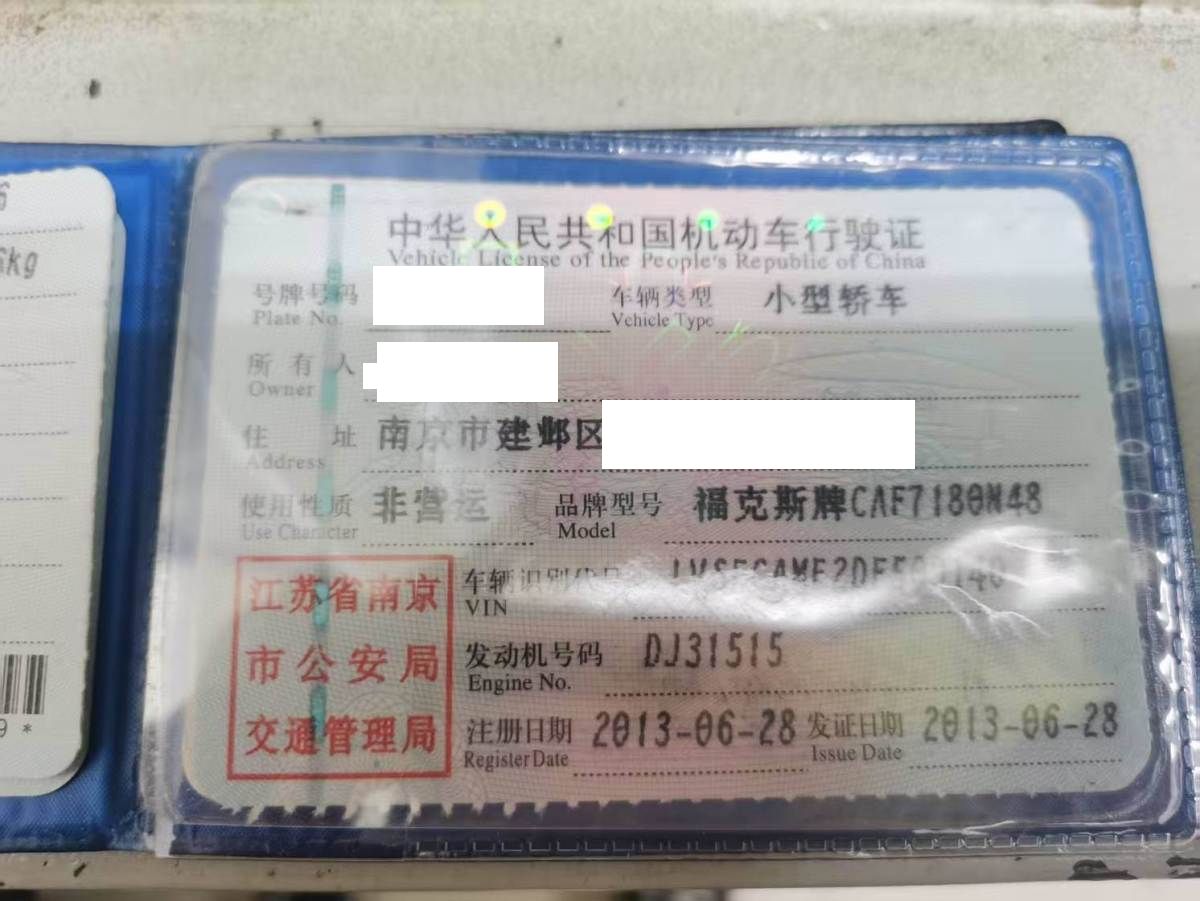 6
kg
9 *
中华人民共和国机动车行驶证
Vehicle License of the People's Republic of China
号牌号码 车辆类型 小型轿车
Plate No. Vehicle Type
所有人
Owner
住址 南京市建邺区
Address
使用性质 非营运 品牌型号 福克斯牌CAF7180N48
Use Character Model
江苏省南京
市公安局
交通管理局
车辆识别代号
VIN
发动机号码 DJ31515
Engine No.
注册日期 2013-06-28 发证日期 2013-06-28
Register Date Issue Date